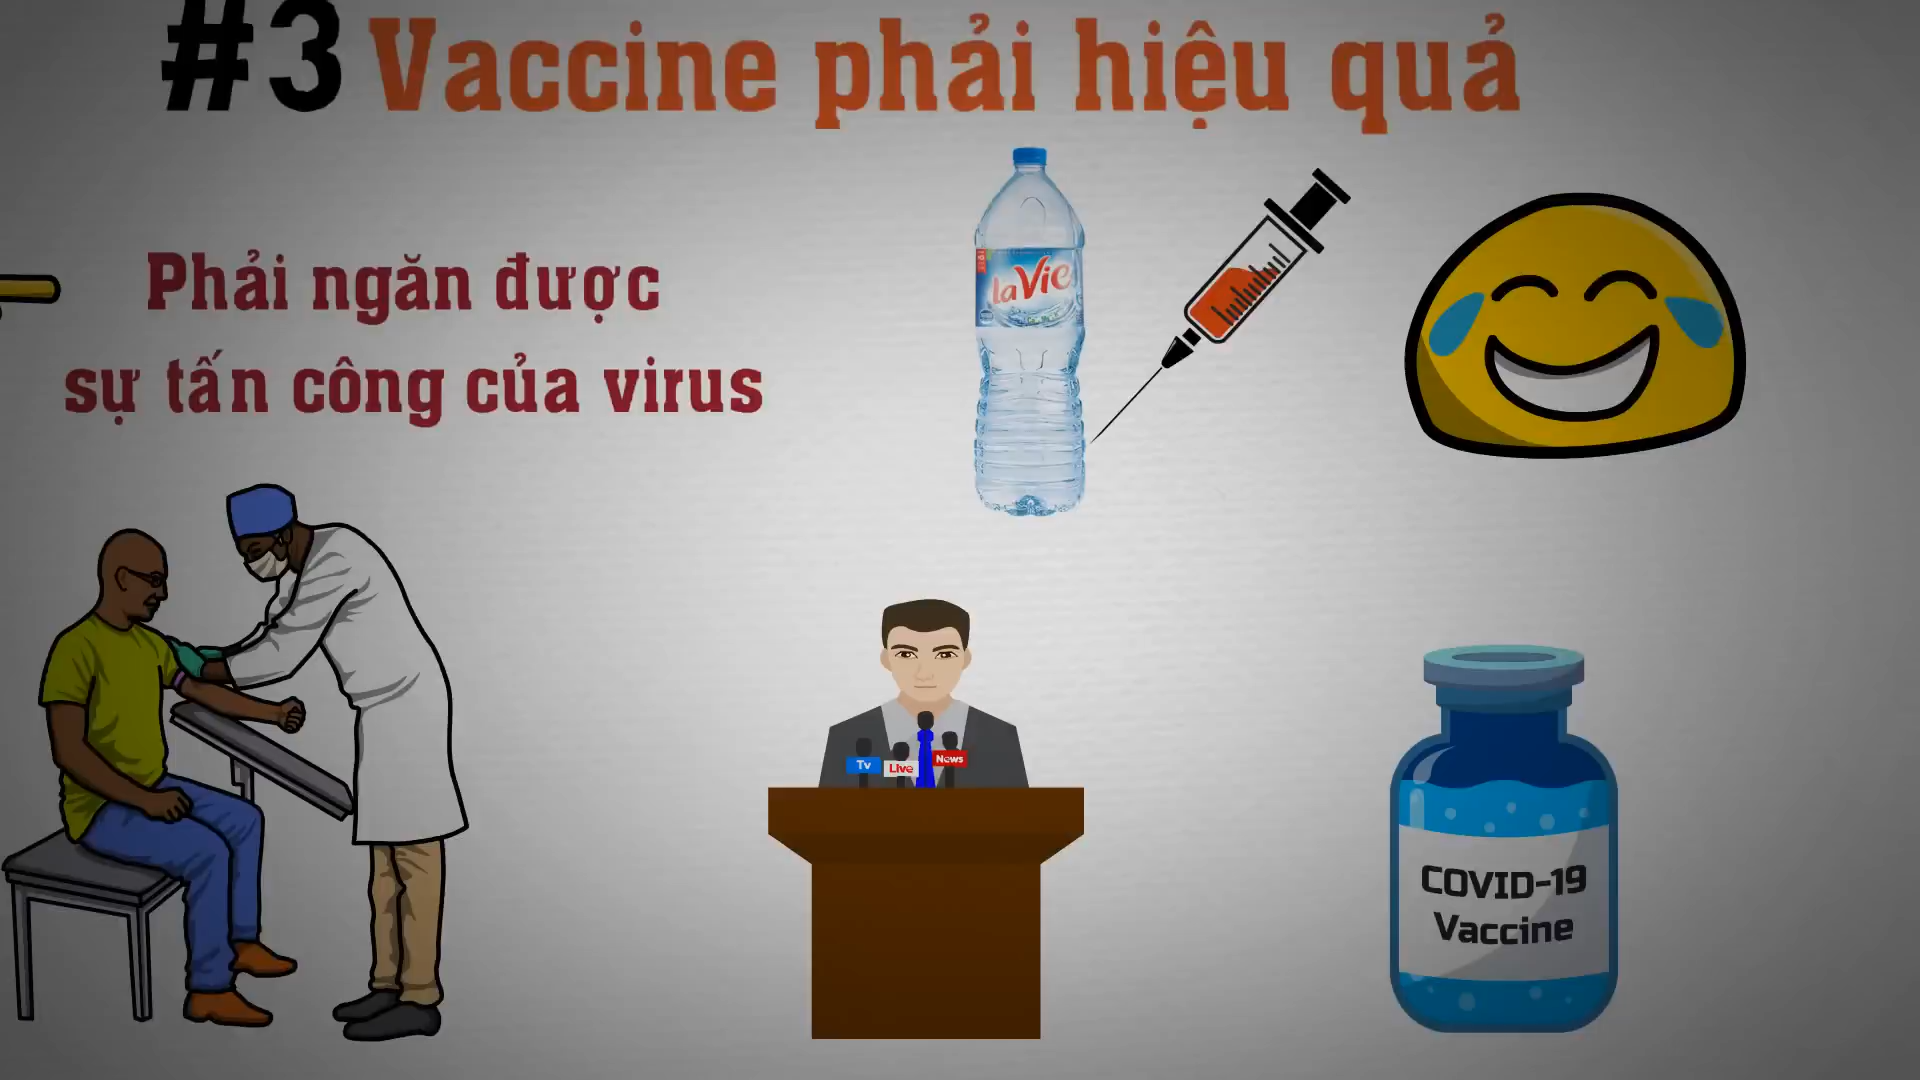 #3 Vaccine phải hiệu quả
Phải ngăn được
sự tấn công của virus
laVie
Tv
Live
News
COVID-19
Vaccine